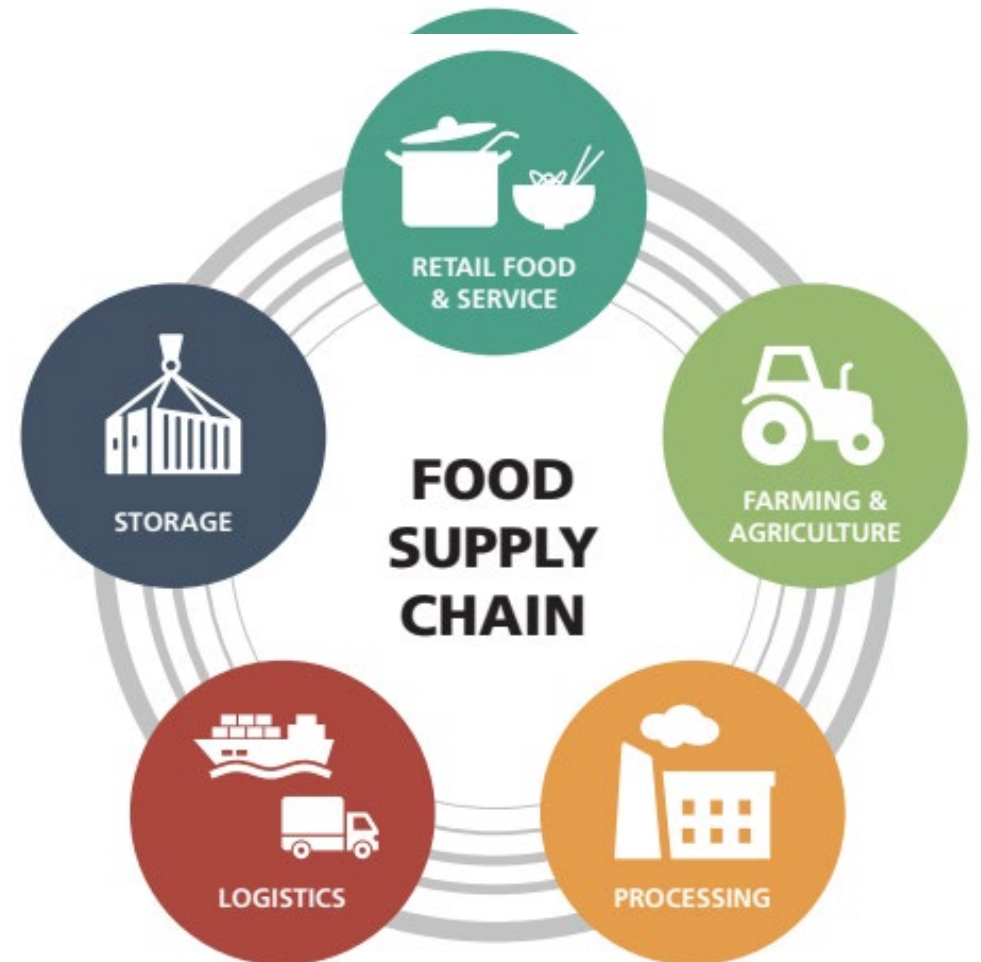 RETAIL FOOD
& SERVICE
FARMING &
AGRICULTURE
PROCESSING
LOGISTICS
STORAGE
FOOD
SUPPLY
CHAIN